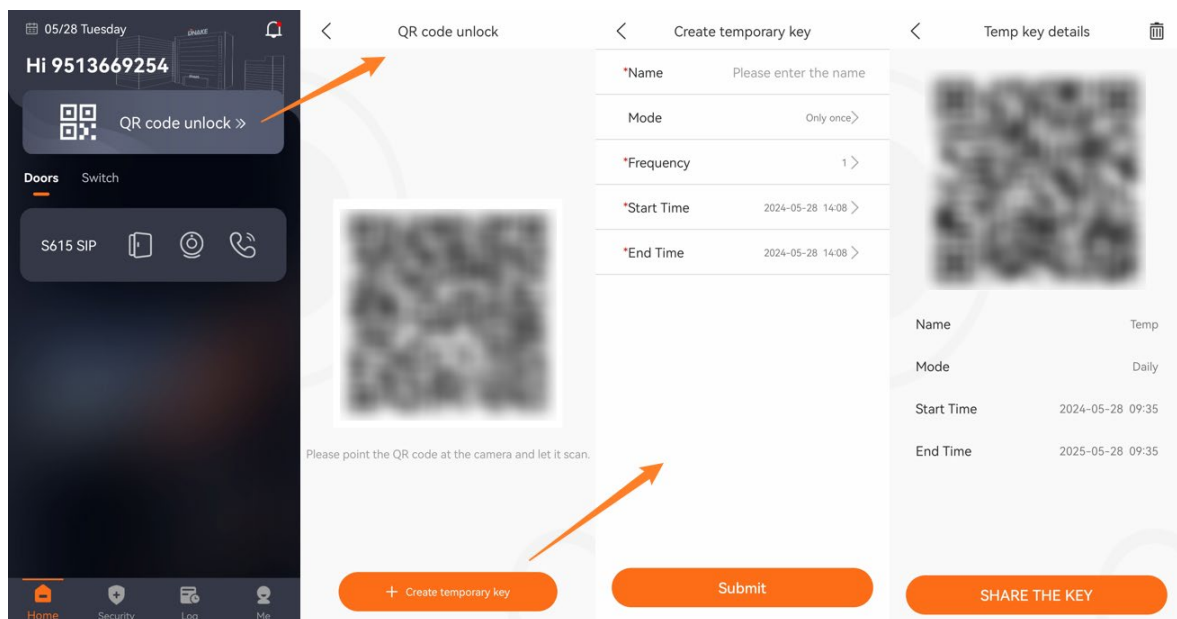 05/28 Tuesday
Hi 9513669254
QR code unlock »
Doors Switch
S615 SIP
Home Security Log Me
QR code unlock
Please point the QR code at the camera and let it scan.
+ Create temporary key
Create temporary key
*Name Please enter the name
Mode Only once
*Frequency 1
*Start Time 2024-05-28 14:08
*End Time 2024-05-28 14:08
Submit
Temp key details
Name Temp
Mode Daily
Start Time 2024-05-28 09:35
End Time 2025-05-28 09:35
SHARE THE KEY